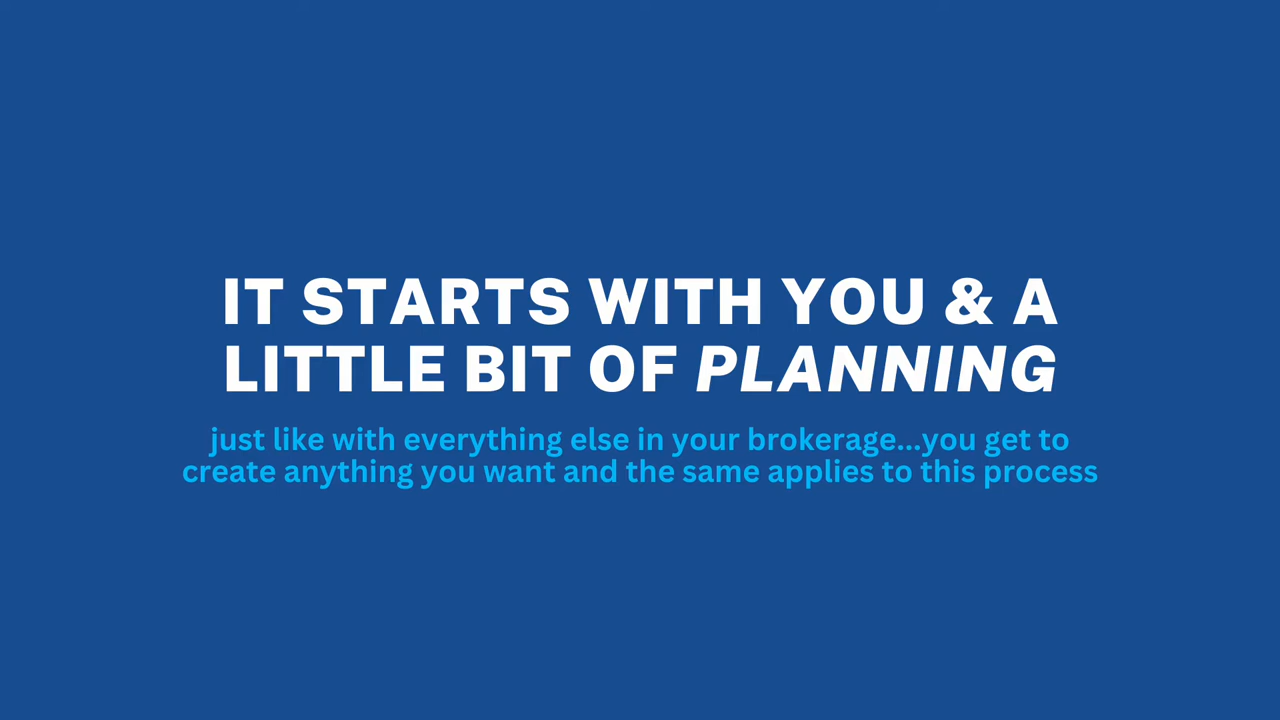 IT STARTS WITH YOU & A
LITTLE BIT OF PLANNING
just like with everything else in your brokerage...you get to
create anything you want and the same applies to this process